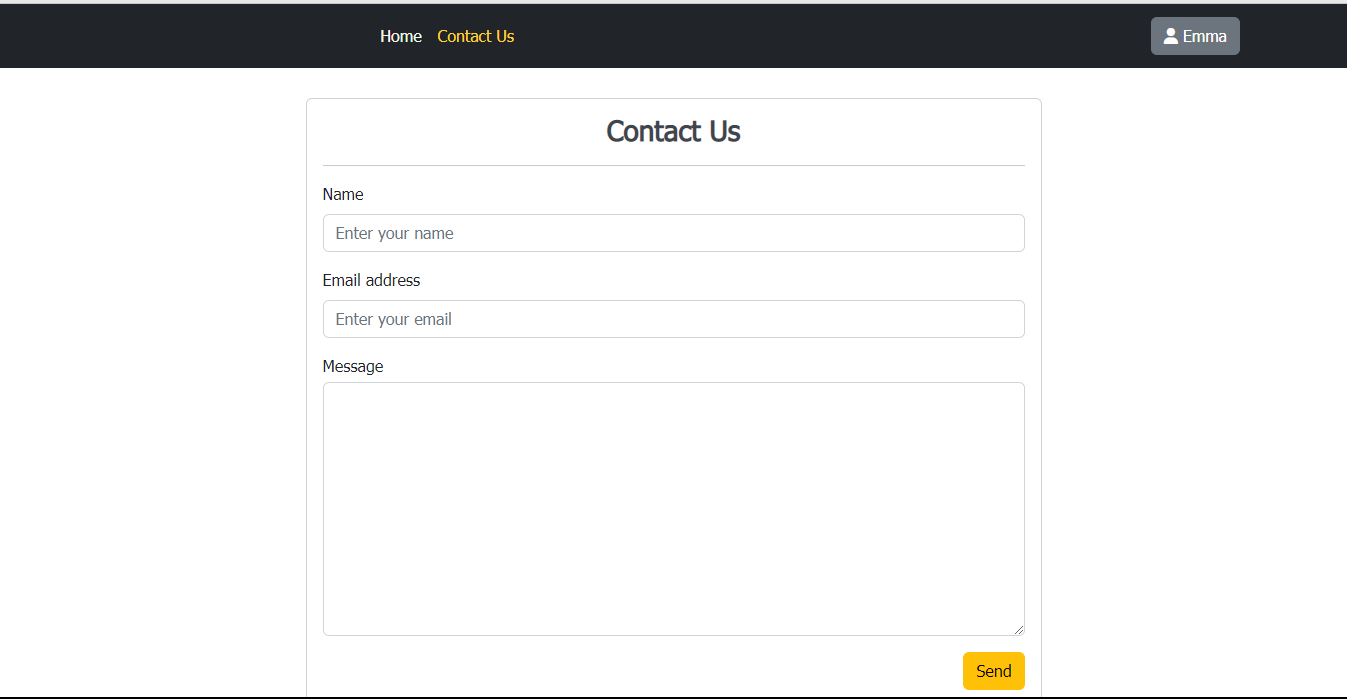 Home Contact Us Emma
Contact Us
Name
Enter your name
Email address
Enter your email
Message
Send